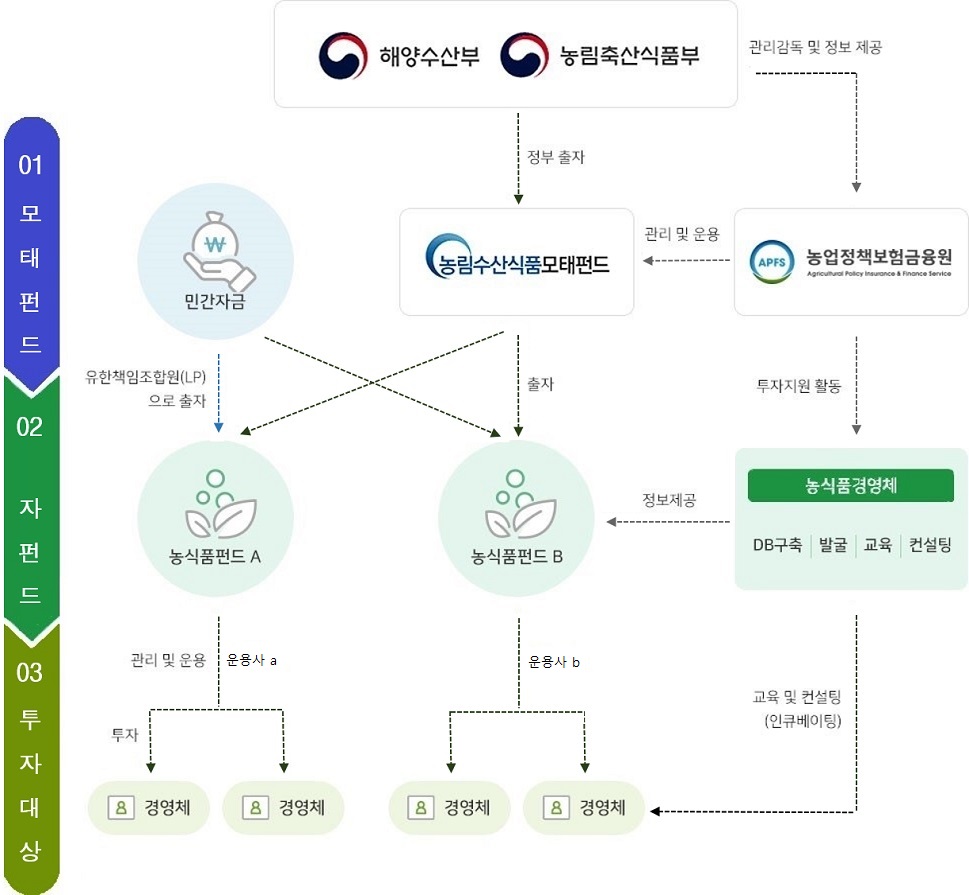 해양수산부
농림축산식품부
관리감독 및 정보 제공
01
모
태
펀
드
정부 출자
민간자금
농림수산식품모태펀드
관리 및 운용
APFS
농업정책보험금융원
Agricultural Policy Insurance & Finance Service
유한책임조합원(LP)
으로 출자
출자
투자지원 활동
02
자
펀
드
농식품펀드 A
농식품펀드 B
정보제공
농식품경영체
DB구축
발굴
교육
컨설팅
03
투
자
대
상
관리 및 운용
운용사 a
운용사 b
교육 및 컨설팅
(인큐베이팅)
투자
경영체
경영체
경영체
경영체